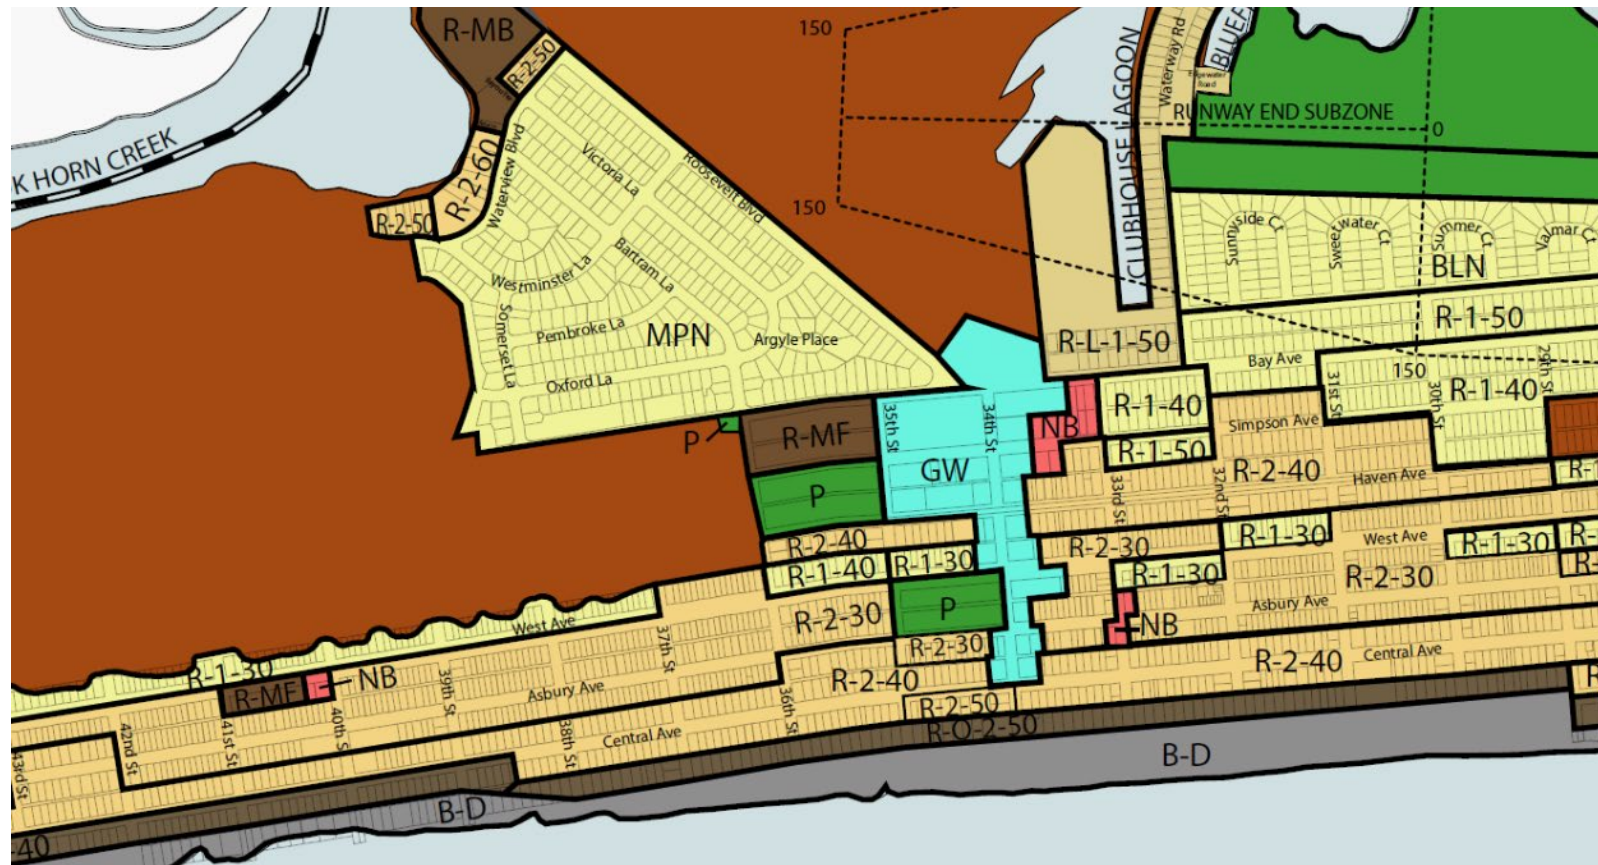 R-MB
R-2-50
150
Waterway Rd
BLUEF
Edgewater
Road
RUNWAY END SUBZONE
0
CLUBHOUSE LAGOON
K HORN CREEK
R-2-60
R-2-50
Waterview Blvd
Victoria La
Roosevelt Blvd
150
Sunnyside Ct
Sweetwater Ct
Summer Ct
Valmar Ct
BLN
Westminster La
Bartram La
Somerset La
Pembroke La
MPN
Argyle Place
Oxford La
R-L-1-50
R-1-50
Bay Ave
150
29th St
31st St
30th St
R-1-40
R-1-40
P
R-MF
35th St
34th St
NB
Simpson Ave
R-1-50
GW
33rd St
32nd St
R-2-40
Haven Ave
R-1
P
R-2-40
R-1-40
R-1-30
R-2-30
R-1-30
West Ave
R-1-30
R-
R-1-30
R-2-30
R-
R-2-30
P
Asbury Ave
NB
West Ave
37th St
R-2-30
R-2-40
Central Ave
R-1-30
R-MF
NB
39th St
Asbury Ave
R-2-40
R-2-50
R
R-O-2-50
36th St
43rd St
42nd St
41st St
40th S
38th St
Central Ave
B-D
B-D
-40